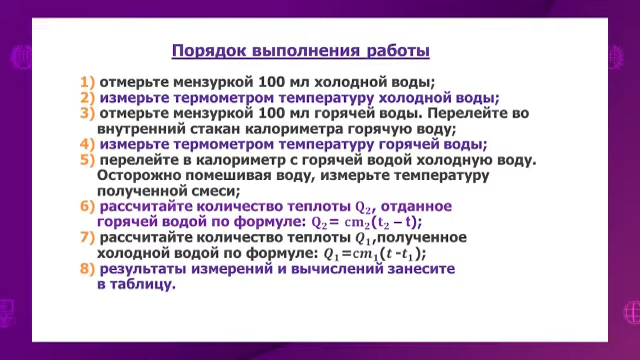 Порядок выполнения работы
1) отмерьте мензуркой 100 мл холодной воды;
2) измерьте термометром температуру холодной воды;
3) отмерьте мензуркой 100 мл горячей воды. Перелейте во
внутренний стакан калориметра горячую воду;
4) измерьте термометром температуру горячей воды;
5) перелейте в калориметр с горячей водой холодную воду.
Осторожно помешивая воду, измерьте температуру
полученной смеси;
6) рассчитайте количество теплоты Q₂, отданное
горячей водой по формуле: Q₂= cm₂(t₂ – t);
7) рассчитайте количество теплоты Q₁,полученное
холодной водой по формуле: Q₁=cm₁(t -t₁);
8) результаты измерений и вычислений занесите
в таблицу.